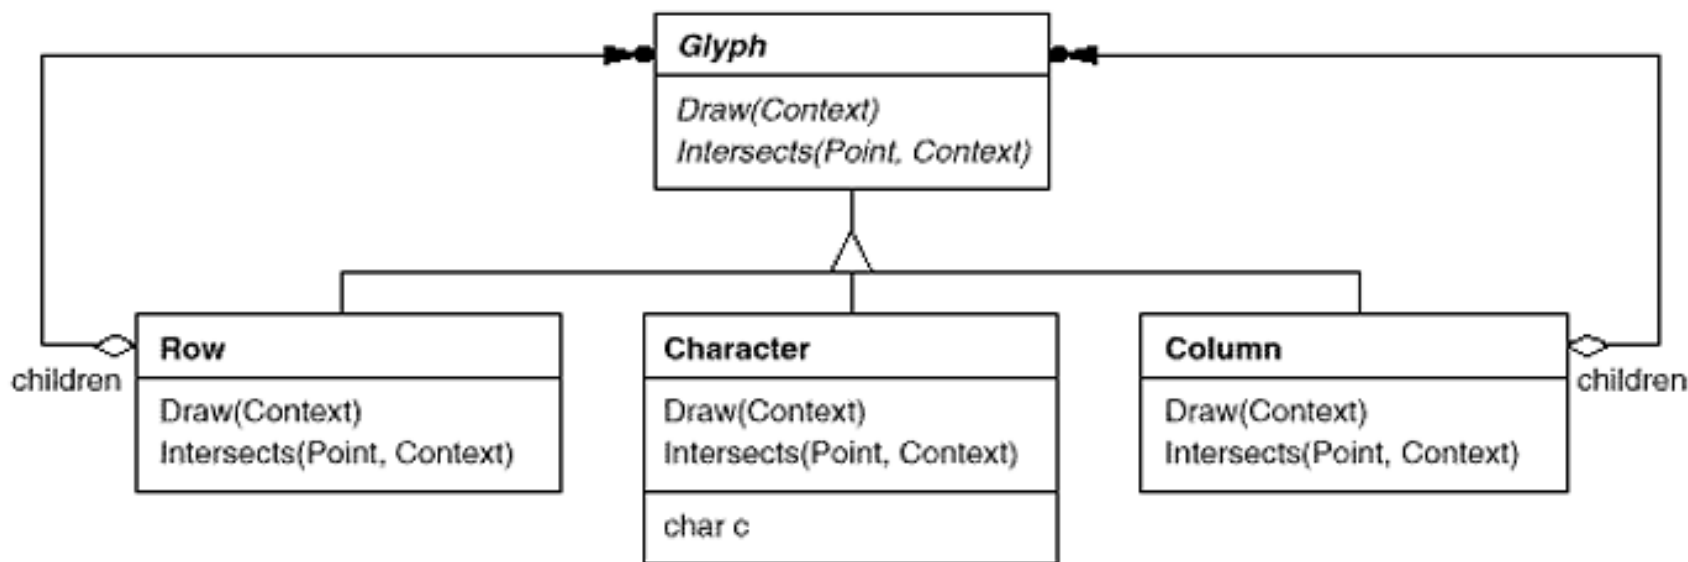 Glyph
Draw(Context)
Intersects(Point, Context)
children
Row
Draw(Context)
Intersects(Point, Context)
Character
Draw(Context)
Intersects(Point, Context)
char c
Column
Draw(Context)
Intersects(Point, Context)
children